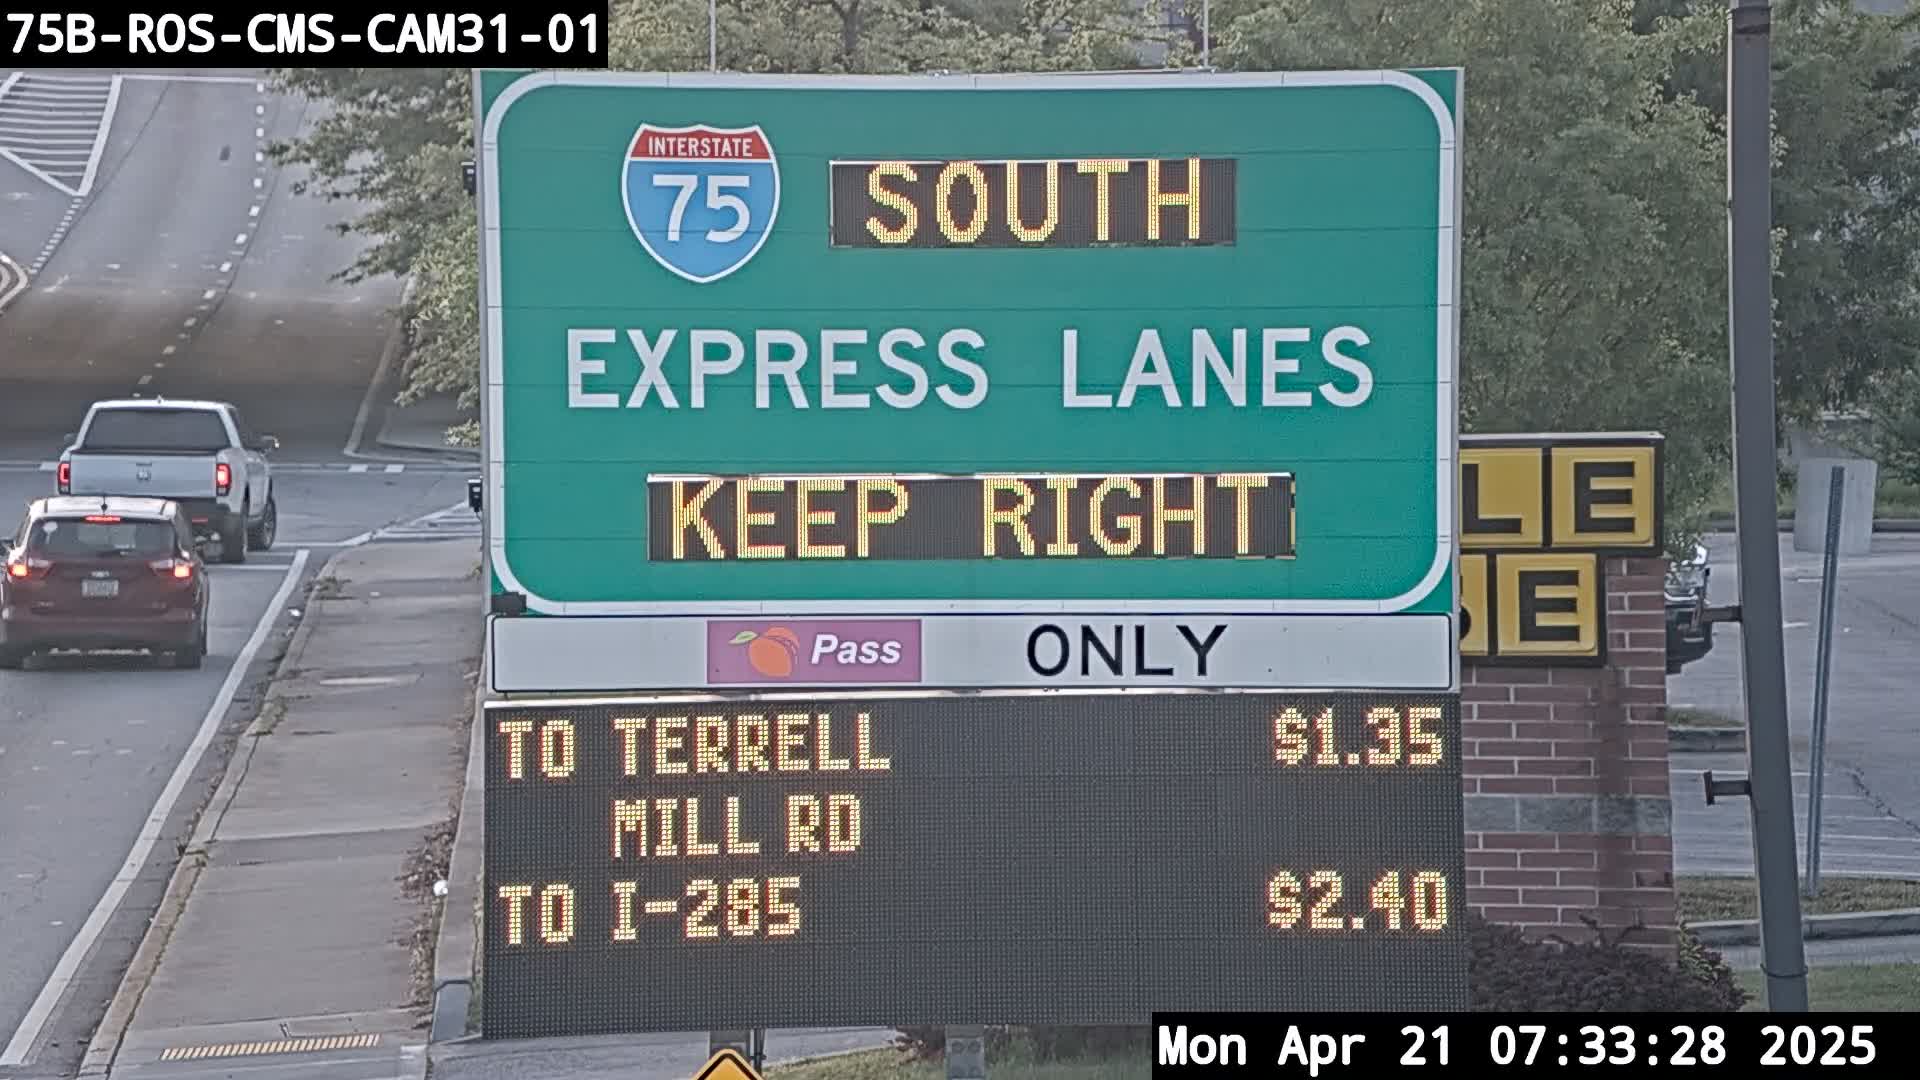 75B-ROS-CMS-CAM31-01
INTERSTATE
75
SOUTH
EXPRESS LANES
KEEP RIGHT
Pass ONLY
TO TERRELL $1.35
MILL RD
TO I-285 $2.40
LE
E
Mon Apr 21 07:33:28 2025